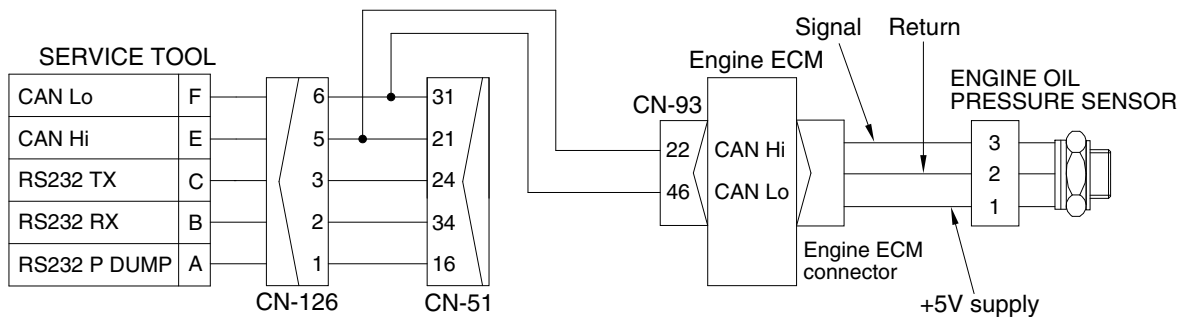 SERVICE TOOL
CAN Lo F 6 31
CAN Hi E 5 21
RS232 TX C 3 24
RS232 RX B 2 34
RS232 P DUMP A 1 16
CN-126
CN-51
Signal
Return
Engine ECM
CN-93
22 CAN Hi
46 CAN Lo
Engine ECM
connector
ENGINE OIL
PRESSURE SENSOR
3
2
1
+5V supply